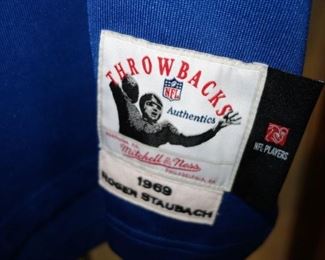 THROWBACKS
NFL
Authentics
Mitchell & Ness
PHILADELPHIA, PA
1969
ROGER STAUBACH
NFL PLAYERS